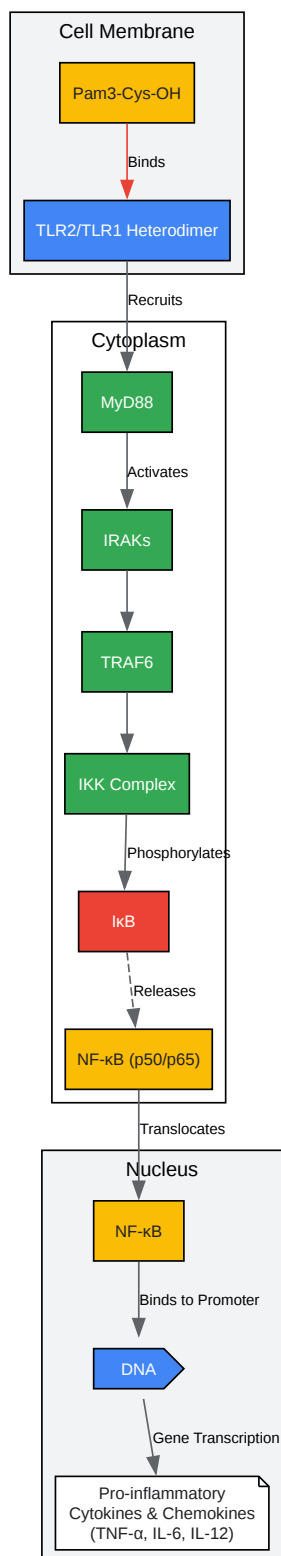 Cell Membrane
Pam3-Cys-OH
Binds
TLR2/TLR1 Heterodimer
Recruits
Cytoplasm
MyD88
Activates
IRAKs
TRAF6
IKK Complex
Phosphorylates
IκB
Releases
NF-κB (p50/p65)
Translocates
Nucleus
NF-κB
Binds to Promoter
DNA
Gene Transcription
Pro-inflammatory
Cytokines & Chemokines
(TNF-α, IL-6, IL-12)